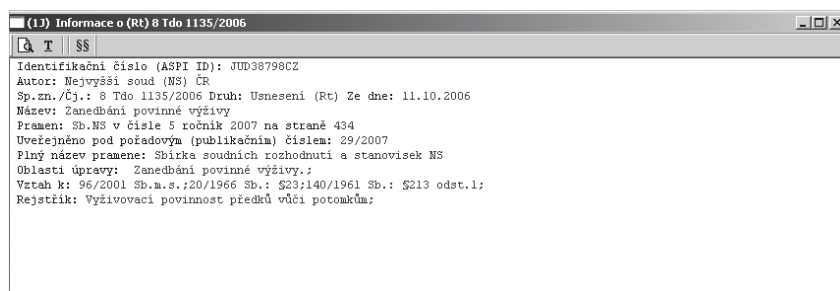 (1J) Informace o (Rt) 8 Tdo 1135/2006
T §§
Identifikační číslo (ASPI ID): JUD38798CZ
Autor: Nejvyšší soud (NS) ČR
Sp.zn./Čj.: 8 Tdo 1135/2006 Druh: Usnesení (Rt) Ze dne: 11.10.2006
Název: Zanedbání povinné výživy
Pramen: Sb.NS v čísle 5 ročník 2007 na straně 434
Uveřejněno pod pořadovým (publikačním) číslem: 29/2007
Plný název pramene: Sbírka soudních rozhodnutí a stanovisek NS
Oblasti úpravy:  Zanedbání povinné výživy.;
Vztah k: 96/2001 Sb.m.s.;20/1966 Sb.: §23;140/1961 Sb.: §213 odst.1;
Rejstřík: Vyživovací povinnost předků vůči potomkům;